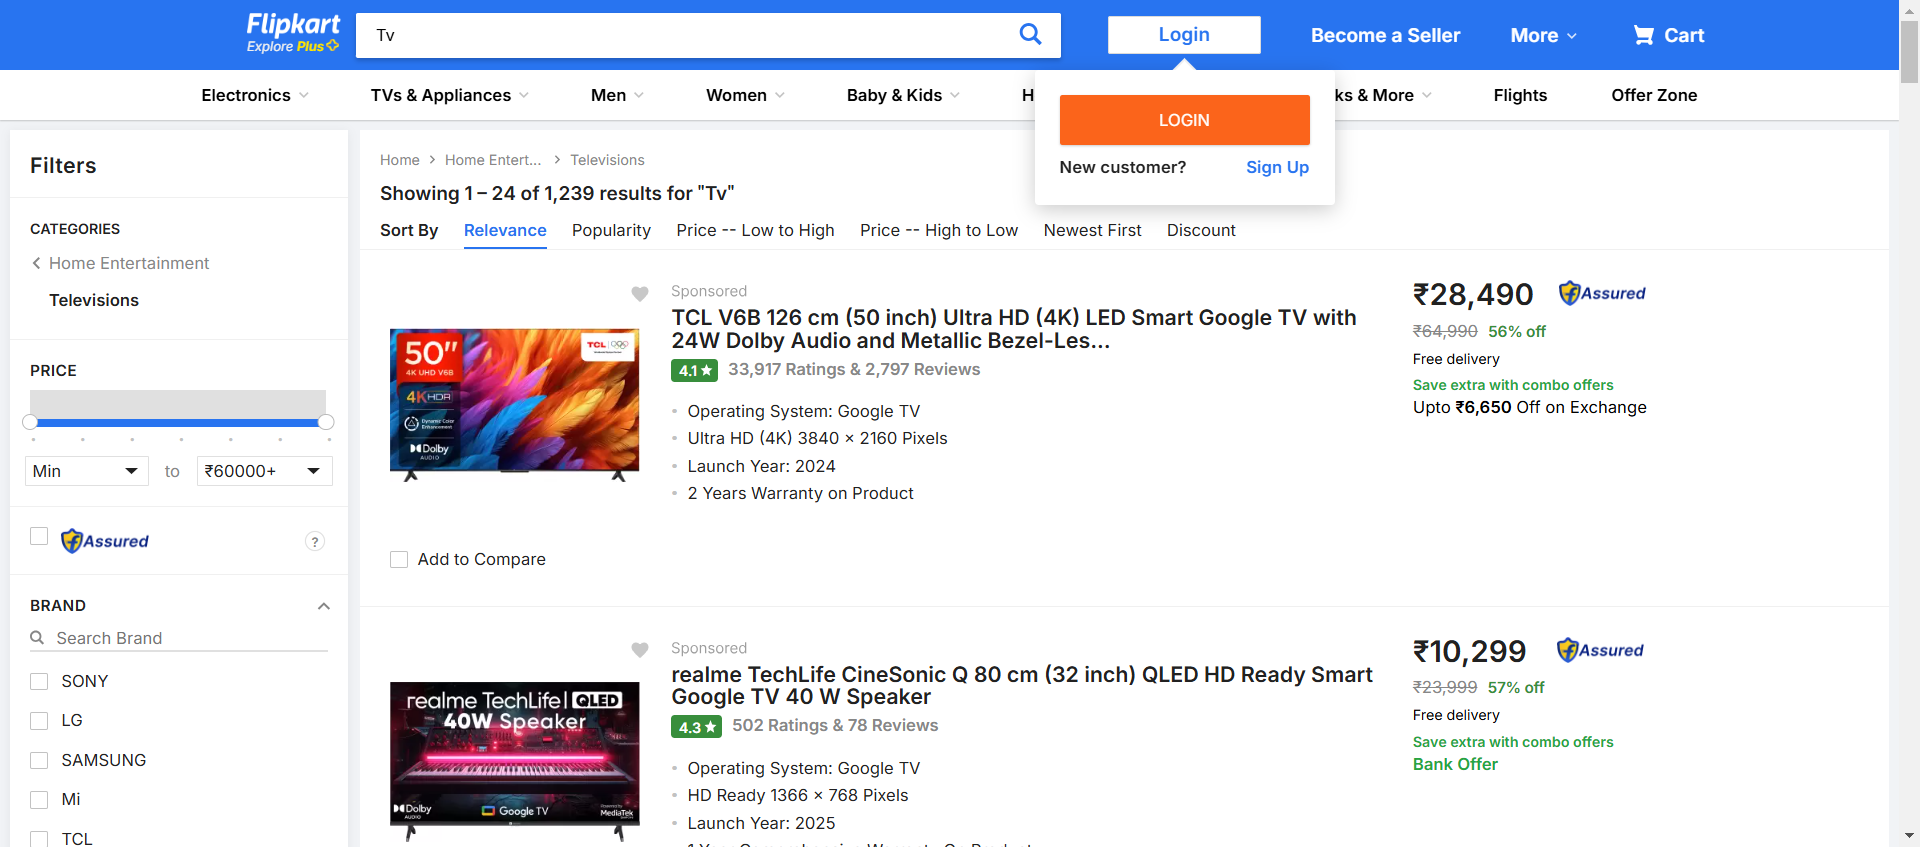 Flipkart
Explore Plus
Tv
Login
Become a Seller
More
Cart
Electronics
TVs & Appliances
Men
Women
Baby & Kids
H
ks & More
Flights
Offer Zone
LOGIN
New customer? Sign Up
Filters
CATEGORIES
Home Entertainment
Televisions
PRICE
Min to ₹60000+
Assured
?
BRAND
Search Brand
SONY
LG
SAMSUNG
Mi
TCL
Home > Home Entert... > Televisions
Showing 1 – 24 of 1,239 results for "Tv"
Sort By Relevance Popularity Price -- Low to High Price -- High to Low Newest First Discount
50"
4K UHD V6B
4K HDR
Dynamic Color
Enhancement
Dolby
AUDIO
TCL
Add to Compare
Sponsored
TCL V6B 126 cm (50 inch) Ultra HD (4K) LED Smart Google TV with
24W Dolby Audio and Metallic Bezel-Les...
4.1 ★ 33,917 Ratings & 2,797 Reviews
Operating System: Google TV
Ultra HD (4K) 3840 × 2160 Pixels
Launch Year: 2024
2 Years Warranty on Product
₹28,490 Assured
₹64,990 56% off
Free delivery
Save extra with combo offers
Upto ₹6,650 Off on Exchange
realme TechLife | QLED
40W Speaker
Dolby
AUDIO
Google TV
MediaTek
Sponsored
realme TechLife CineSonic Q 80 cm (32 inch) QLED HD Ready Smart
Google TV 40 W Speaker
4.3 ★ 502 Ratings & 78 Reviews
Operating System: Google TV
HD Ready 1366 × 768 Pixels
Launch Year: 2025
₹10,299 Assured
₹23,999 57% off
Free delivery
Save extra with combo offers
Bank Offer